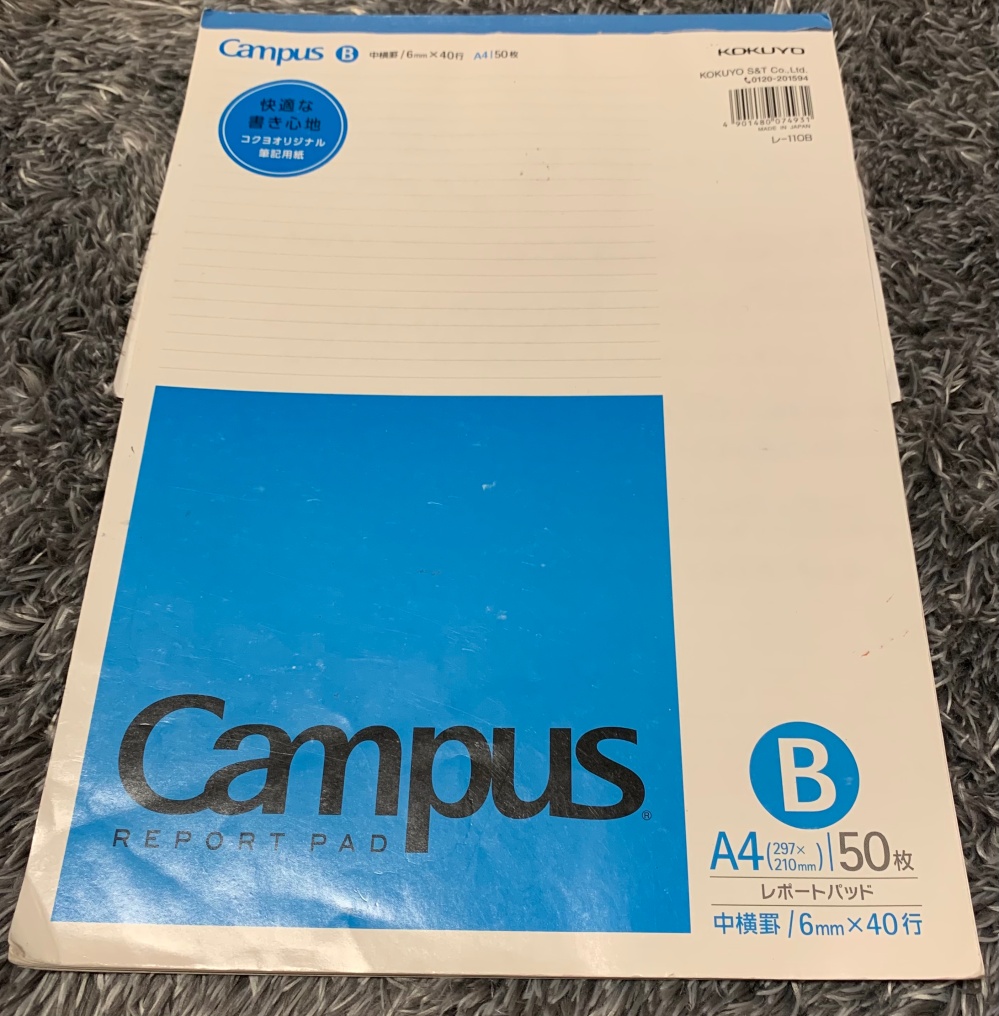 Campus B 中横罫/6mm×40行 A4|50枚
KOKUYO
KOKUYO S&T Co.,Ltd.
0120-201594
4 901480 074931
MADE IN JAPAN
レ-110B
快適な
書き心地
コクヨオリジナル
筆記用紙
Campus®
REPORT PAD
B
A4(297×210mm)|50枚
レポートパッド
中横罫/6mm×40行